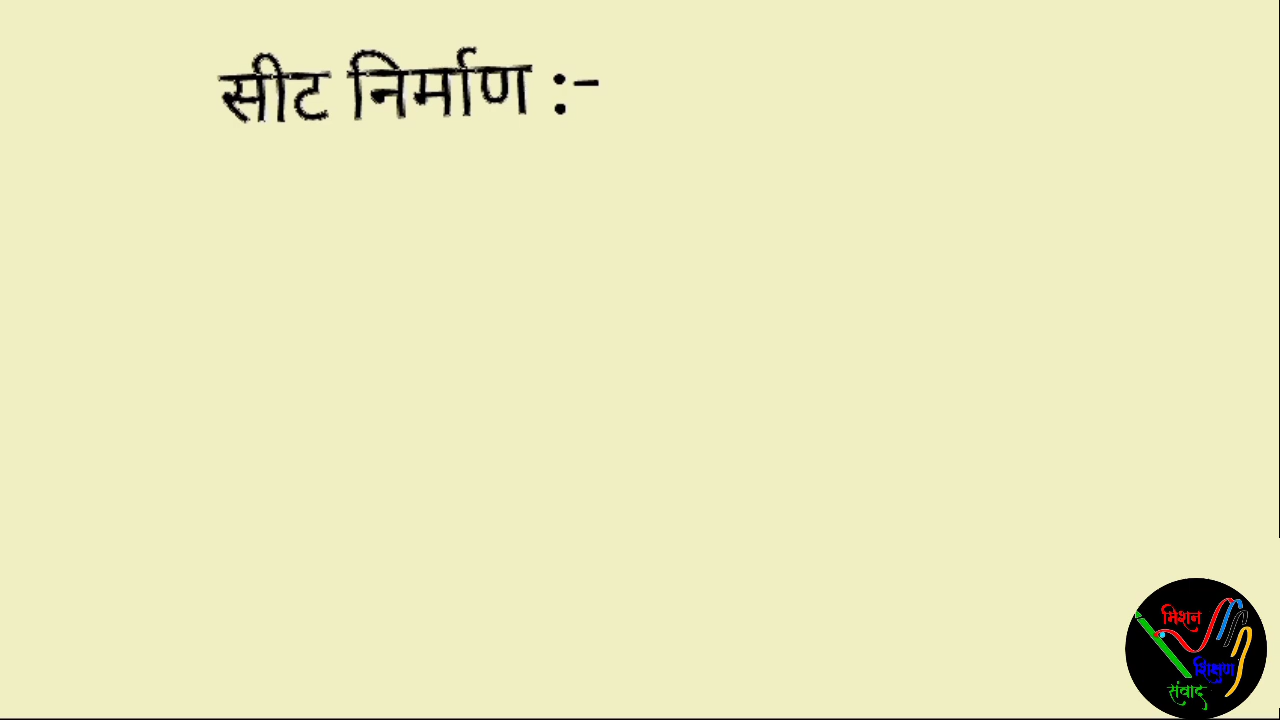 सीट निर्माण :-
मिशन
शिक्षण
संवाद